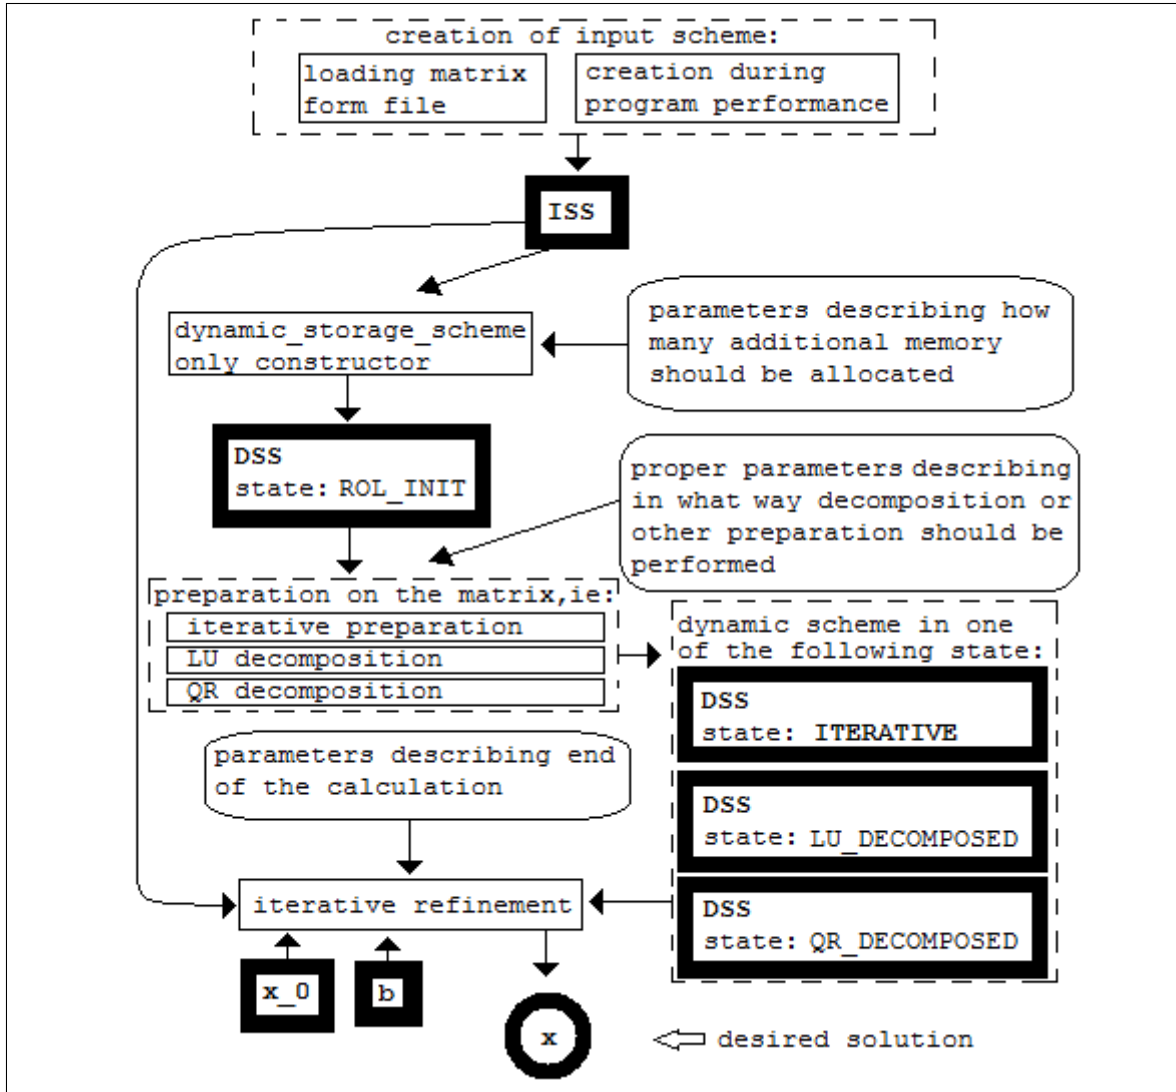 creation of input scheme:
loading matrix
form file
creation during
program performance
ISS
dynamic_storage_scheme
only constructor
parameters describing how
many additional memory
should be allocated
DSS
state: ROL_INIT
proper parameters describing
in what way decomposition or
other preparation should be
performed
preparation on the matrix,ie:
iterative preparation
LU decomposition
QR decomposition
dynamic scheme in one
of the following state:
DSS
state: ITERATIVE
DSS
state: LU_DECOMPOSED
DSS
state: QR_DECOMPOSED
parameters describing end
of the calculation
iterative refinement
x_0
b
x
desired solution